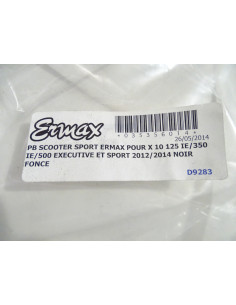 Ermax
*035356014*
26/05/2014
PB SCOOTER SPORT ERMAX POUR X 10 125 IE/350
IE/500 EXECUTIVE ET SPORT 2012/2014 NOIR
FONCE
D9283